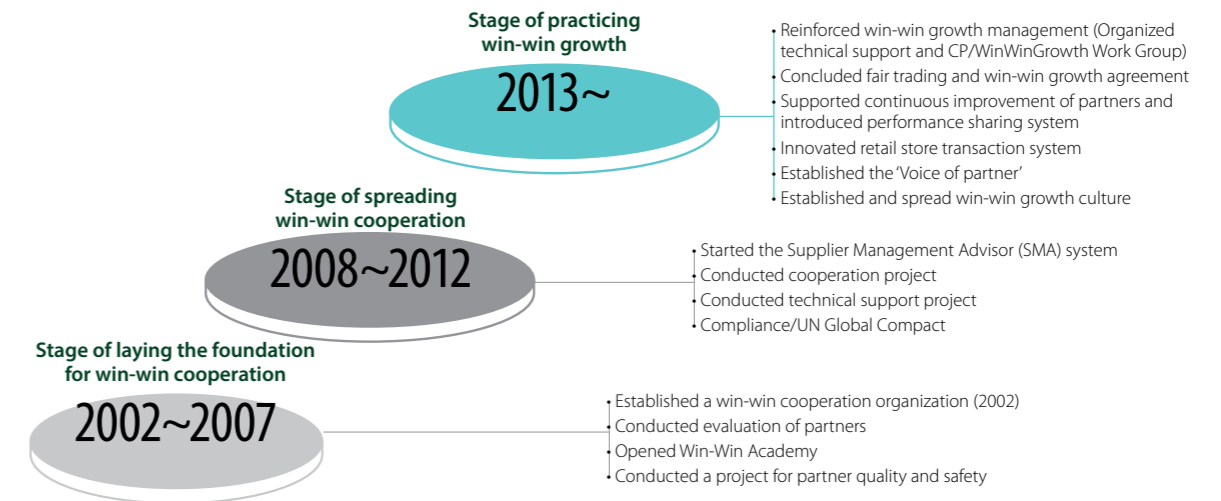 Stage of practicing
win-win growth
2013~
• Reinforced win-win growth management (Organized
technical support and CP/WinWinGrowth Work Group)
• Concluded fair trading and win-win growth agreement
• Supported continuous improvement of partners and
introduced performance sharing system
• Innovated retail store transaction system
• Established the ‘Voice of partner’
• Established and spread win-win growth culture
Stage of spreading
win-win cooperation
2008~2012
• Started the Supplier Management Advisor (SMA) system
• Conducted cooperation project
• Conducted technical support project
• Compliance/UN Global Compact
Stage of laying the foundation
for win-win cooperation
2002~2007
• Established a win-win cooperation organization (2002)
• Conducted evaluation of partners
• Opened Win-Win Academy
• Conducted a project for partner quality and safety